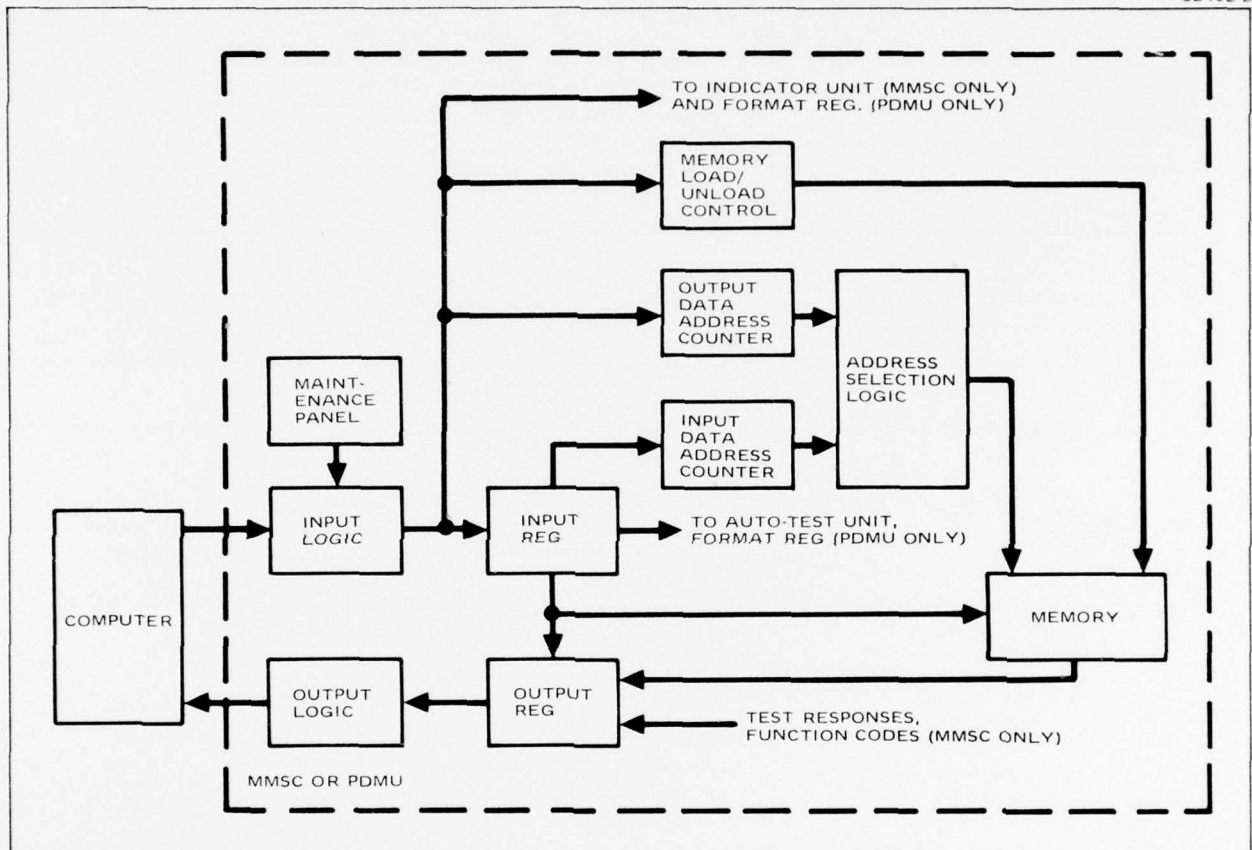 TO INDICATOR UNIT (MMSC ONLY)
AND FORMAT REG. (PDMU ONLY)
MEMORY
LOAD/
UNLOAD
CONTROL
OUTPUT
DATA
ADDRESS
COUNTER
ADDRESS
SELECTION
LOGIC
MAINT-
ENANCE
PANEL
INPUT
DATA
ADDRESS
COUNTER
INPUT
LOGIC
INPUT
REG
TO AUTO-TEST UNIT,
FORMAT REG (PDMU ONLY)
COMPUTER
MEMORY
OUTPUT
LOGIC
OUTPUT
REG
TEST RESPONSES,
FUNCTION CODES (MMSC ONLY)
MMSC OR PDMU